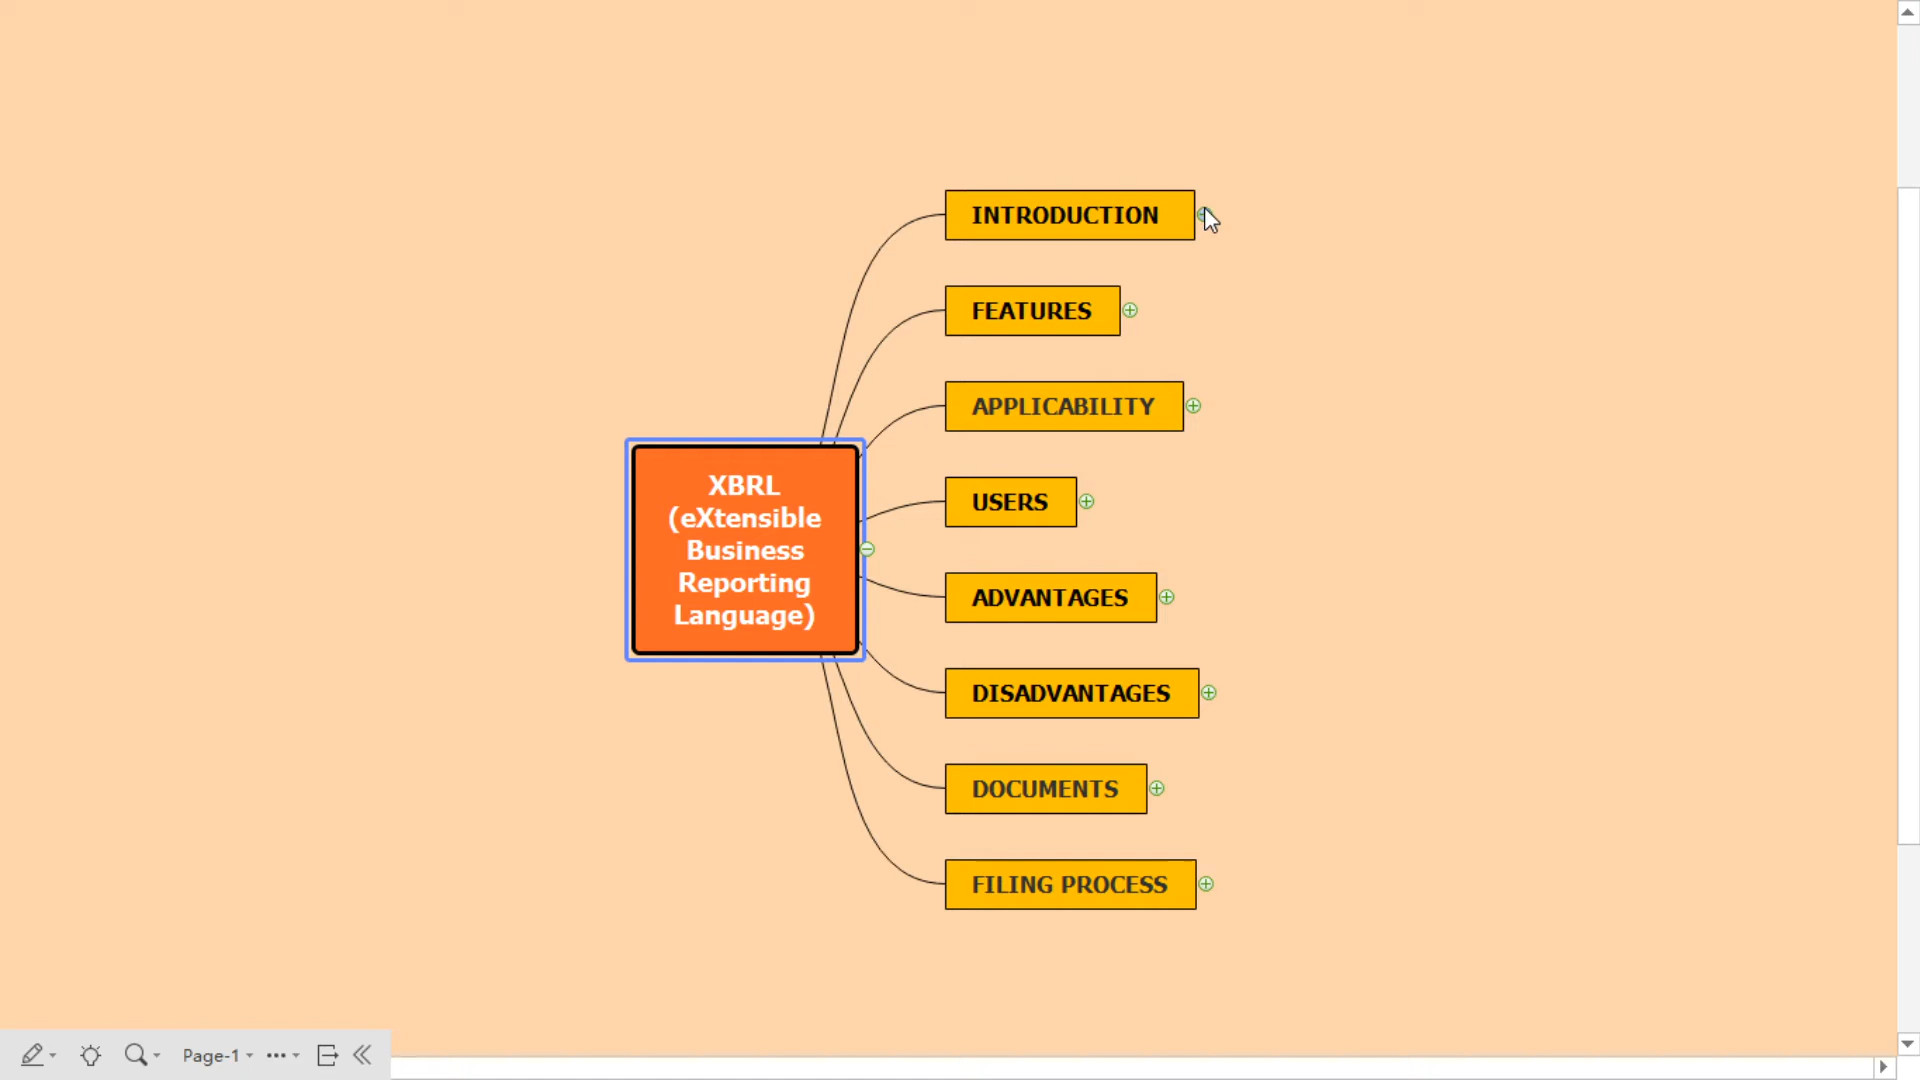 INTRODUCTION
FEATURES
APPLICABILITY
XBRL
(eXtensible
Business
Reporting
Language)
USERS
ADVANTAGES
DISADVANTAGES
DOCUMENTS
FILING PROCESS
Page-1